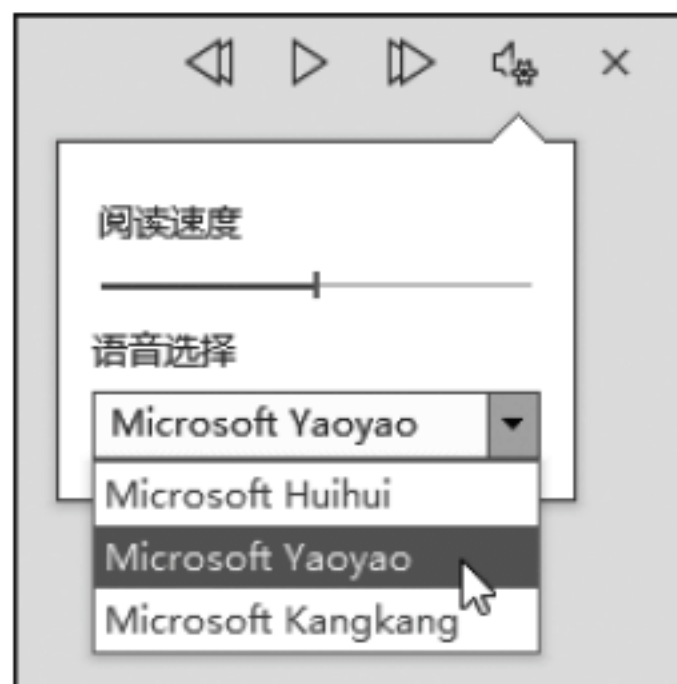 阅读速度
语音选择
Microsoft Yaoyao
Microsoft Huihui
Microsoft Yaoyao
Microsoft Kangkang